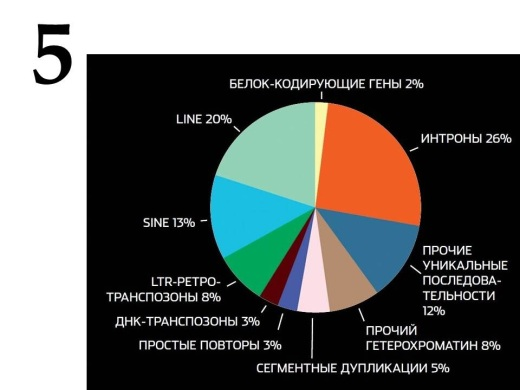 5
БЕЛОК-КОДИРУЮЩИЕ ГЕНЫ 2%
LINE 20%
ИНТРОНЫ 26%
SINE 13%
ПРОЧИЕ
УНИКАЛЬНЫЕ
ПОСЛЕДОВА-
ТЕЛЬНОСТИ
12%
LTR-РЕТРО-
ТРАНСПОЗОНЫ 8%
ДНК-ТРАНСПОЗОНЫ 3%
ПРОСТЫЕ ПОВТОРЫ 3%
ПРОЧИЙ
ГЕТЕРОХРОМАТИН 8%
СЕГМЕНТНЫЕ ДУПЛИКАЦИИ 5%